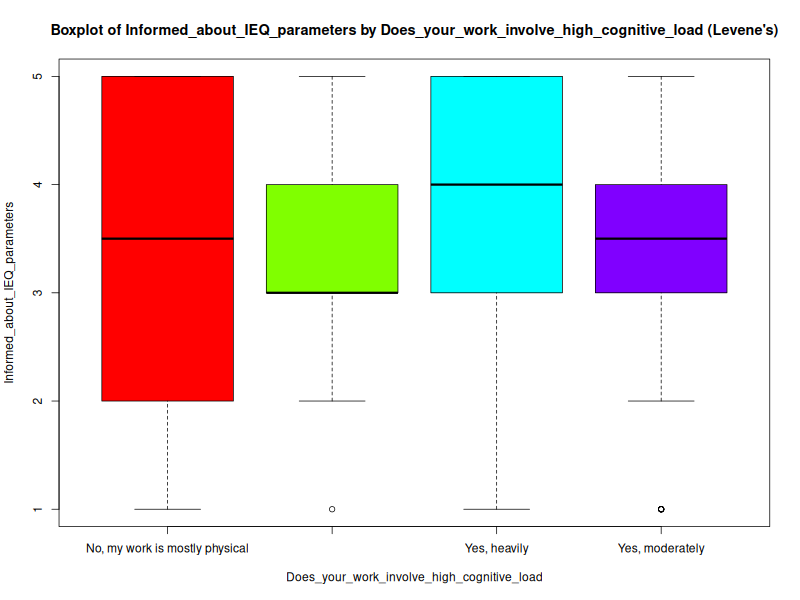 Boxplot of Informed_about_IEQ_parameters by Does_your_work_involve_high_cognitive_load (Levene's)
Informed_about_IEQ_parameters
5
4
3
2
1
No, my work is mostly physical
Yes, heavily
Yes, moderately
Does_your_work_involve_high_cognitive_load